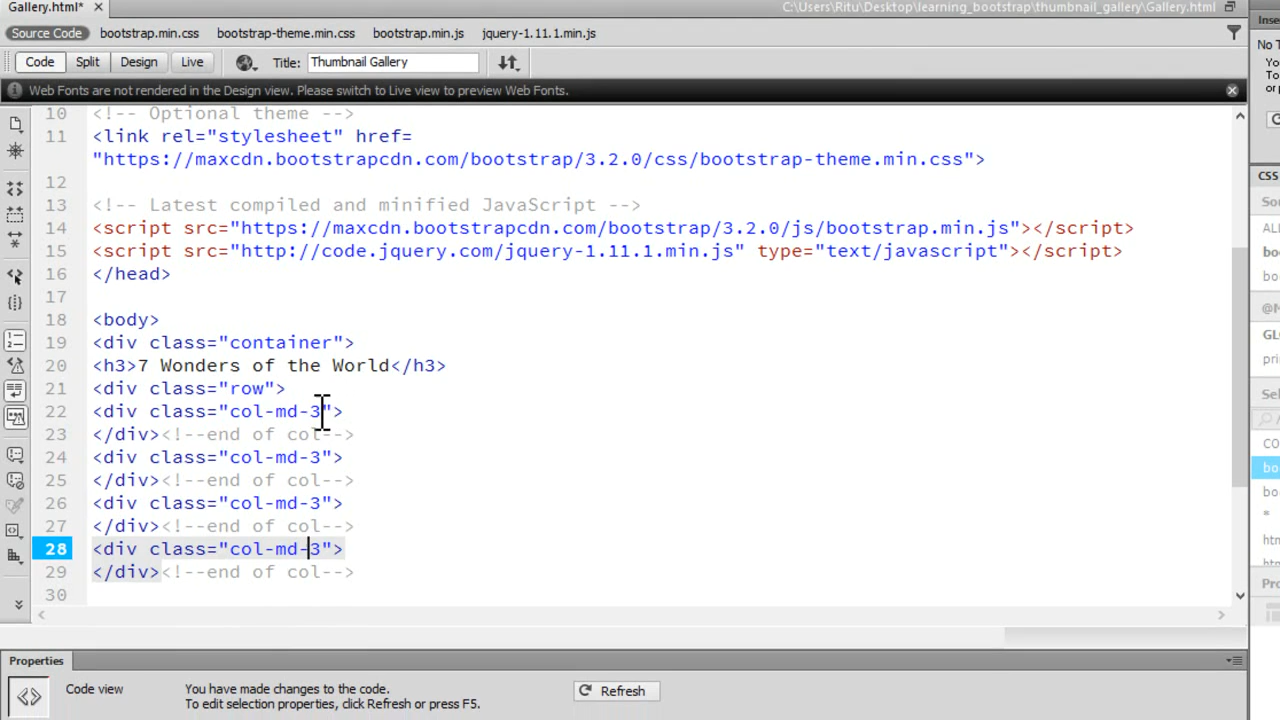 Gallery.html* ×
C:\Users\Ritu\Desktop\learning_bootstrap\thumbnail_gallery\Gallery.html
Source Code bootstrap.min.css bootstrap-theme.min.css bootstrap.min.js jquery-1.11.1.min.js
Code Split Design Live Title: Thumbnail Gallery
Web Fonts are not rendered in the Design view. Please switch to Live view to preview Web Fonts.
10 <!-- Optional theme -->
11 <link rel="stylesheet" href=
"https://maxcdn.bootstrapcdn.com/bootstrap/3.2.0/css/bootstrap-theme.min.css">
12
13 <!-- Latest compiled and minified JavaScript -->
14 <script src="https://maxcdn.bootstrapcdn.com/bootstrap/3.2.0/js/bootstrap.min.js"></script>
15 <script src="http://code.jquery.com/jquery-1.11.1.min.js" type="text/javascript"></script>
16 </head>
17
18 <body>
19 <div class="container">
20 <h3>7 Wonders of the World</h3>
21 <div class="row">
22 <div class="col-md-3">
23 </div><!--end of col-->
24 <div class="col-md-3">
25 </div><!--end of col-->
26 <div class="col-md-3">
27 </div><!--end of col-->
28 <div class="col-md-3">
29 </div><!--end of col-->
30
Properties
Code view
You have made changes to the code.
To edit selection properties, click Refresh or press F5.
Refresh
CSS